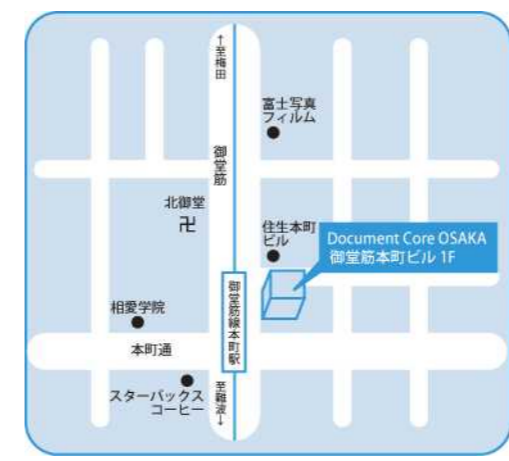 ↑至梅田
富士写真
フィルム
御堂筋
北御堂
卍
住生本町
ビル
Document Core OSAKA
御堂筋本町ビル 1F
御堂筋線本町駅
相愛学院
本町通
スターバックス
コーヒー
至難波↓